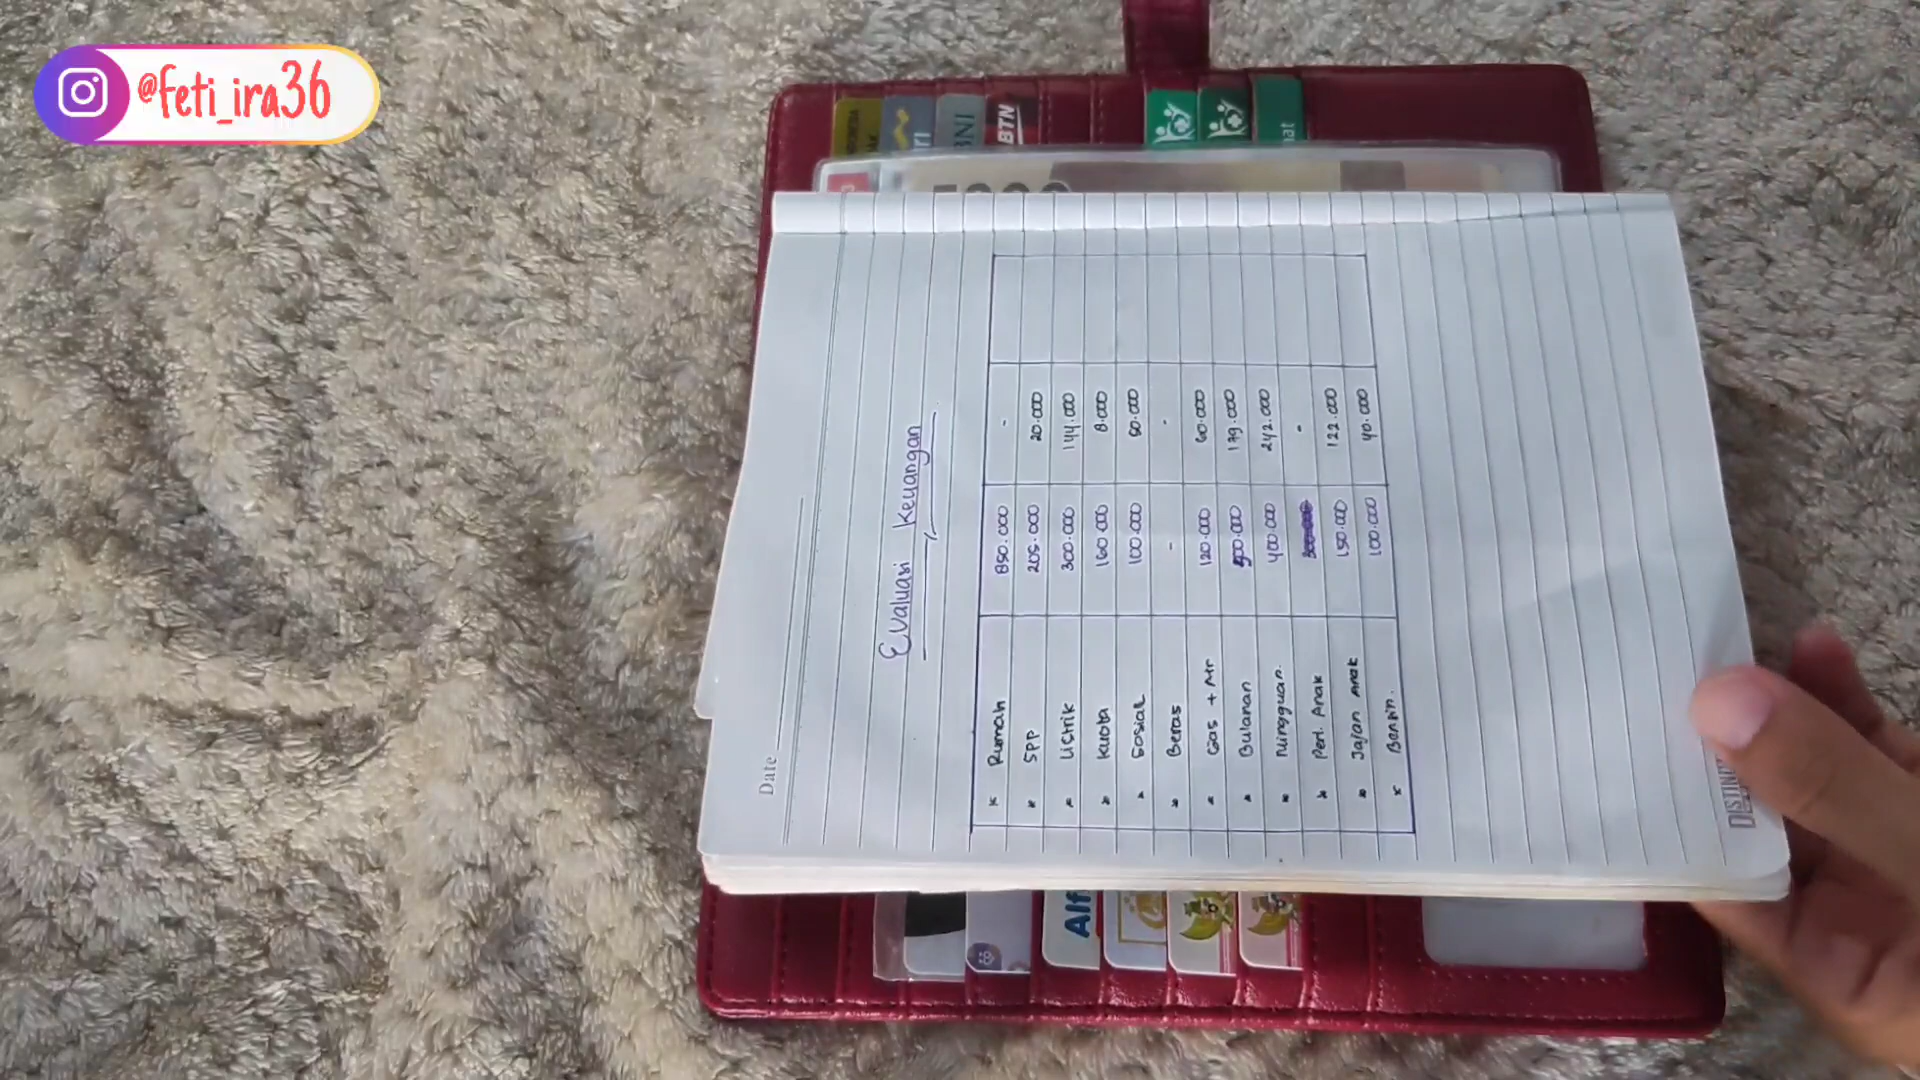 @feti_ira36
BTN
BNI
Date
Evaluasi Keuangan
* Rumah 850.000 -
* SPP 205.000 20.000
* Listrik 300.000 144.000
* Kuota 160.000 8.000
* Sosial 100.000 50.000
* Beras - -
* Gas + Air 120.000 60.000
* Bulanan 500.000 179.000
* Mingguan. 400.000 242.000
* Perl. Anak -
* Jajan Anak 150.000 122.000
* Bensin. 100.000 40.000